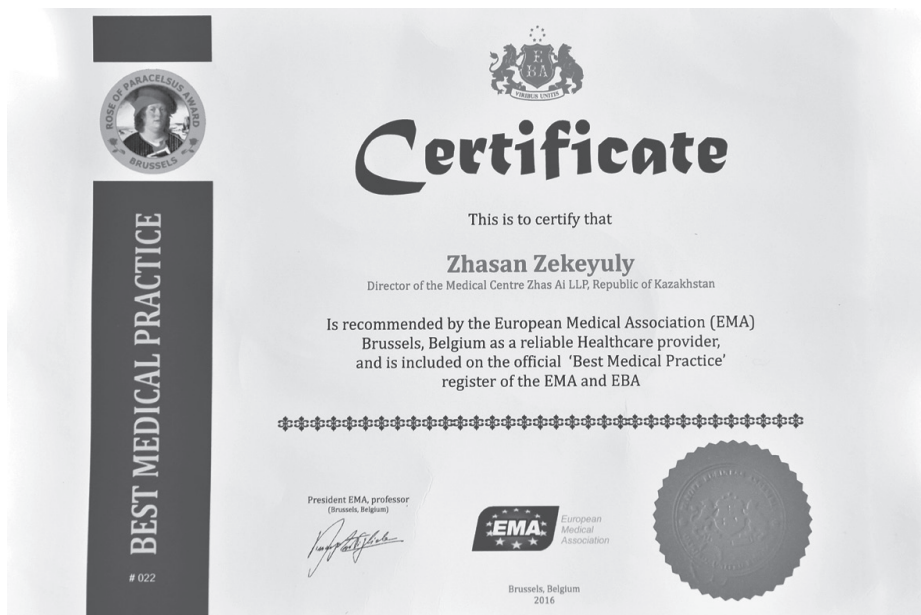 ROSE OF PARACELSUS AWARD
BRUSSELS
BEST MEDICAL PRACTICE
# 022
E
BA
VIRIBUS UNITIS
Certificate
This is to certify that
Zhasan Zekeyuly
Director of the Medical Centre Zhas Ai LLP, Republic of Kazakhstan
Is recommended by the European Medical Association (EMA)
Brussels, Belgium as a reliable Healthcare provider,
and is included on the official 'Best Medical Practice'
register of the EMA and EBA
President EMA, professor
(Brussels, Belgium)
EMA
European
Medical
Association
Brussels, Belgium
2016